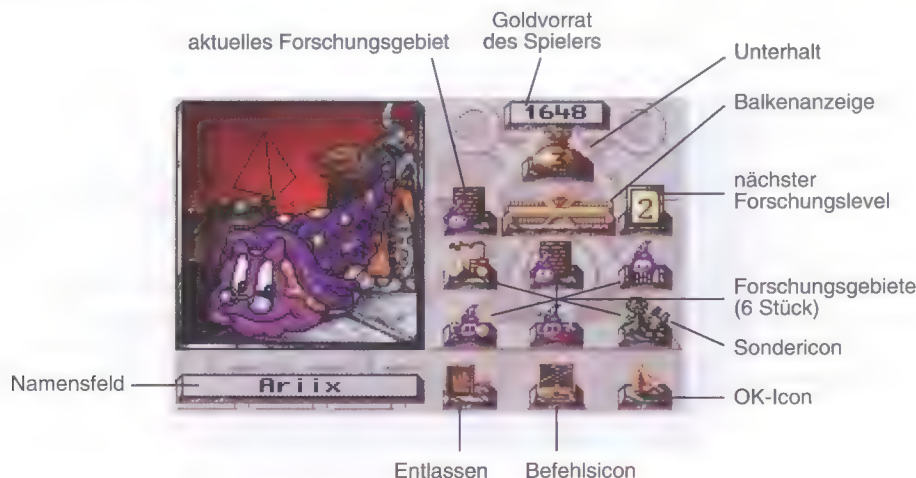 Goldvorrat
des Spielers
aktuelles Forschungsgebiet
Unterhalt
Balkenanzeige
1648
3
nächster
Forschungslevel
2
Forschungsgebiete
(6 Stück)
Sondericon
Namensfeld
Ariix
OK-Icon
Entlassen
Befehlsicon